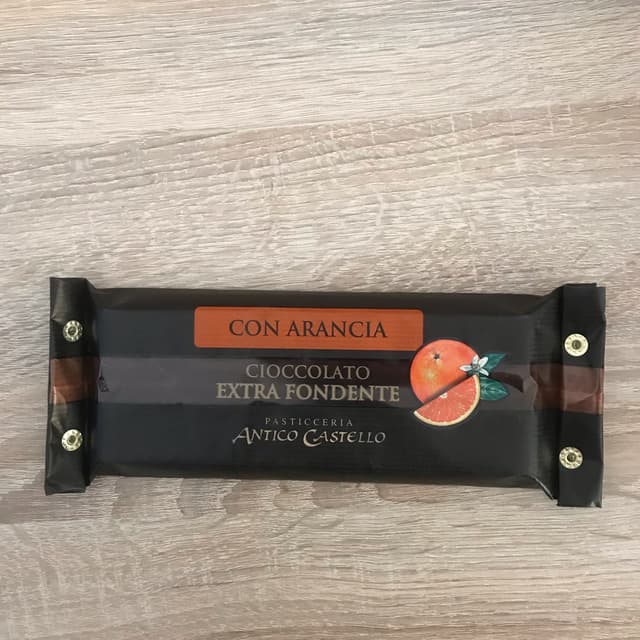 CON ARANCIA
CIOCCOLATO
EXTRA FONDENTE
PASTICCERIA
ANTICO CASTELLO